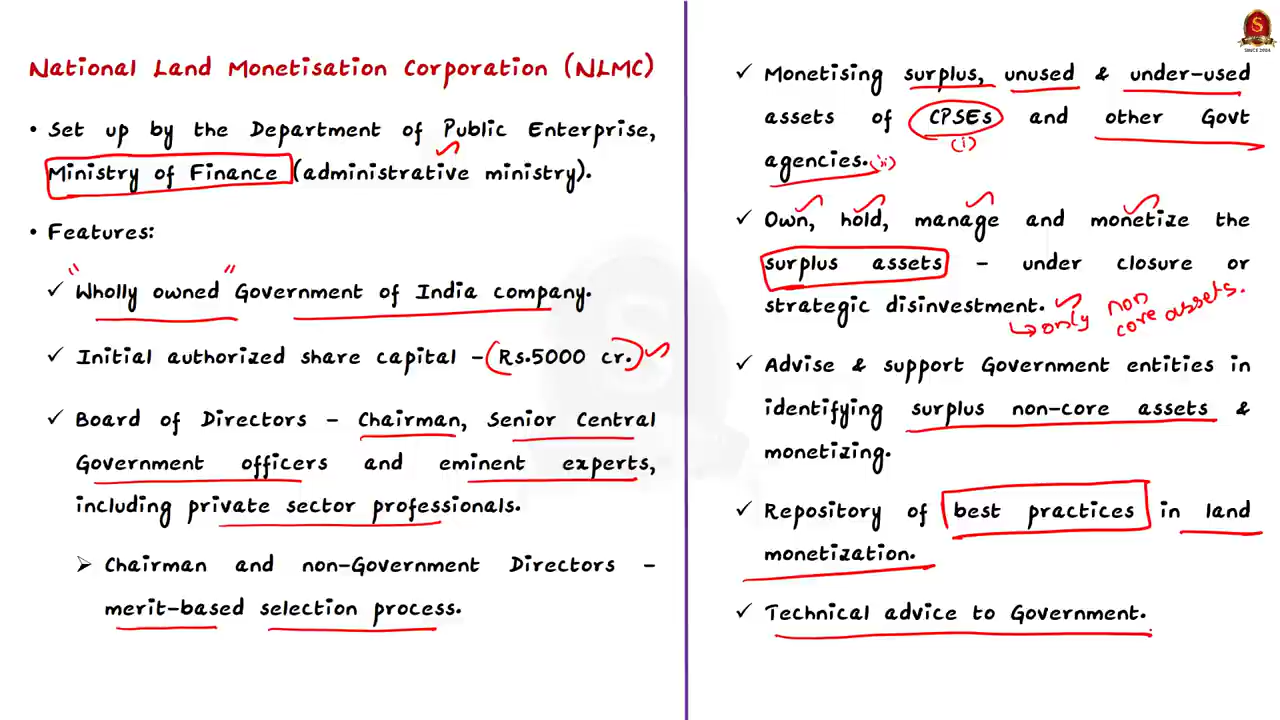 National Land Monetisation Corporation (NLMC)
• Set up by the Department of Public Enterprise,
Ministry of Finance (administrative ministry).
• Features:
✓ "Wholly owned" Government of India company.
✓ Initial authorized share capital – (Rs.5000 cr.)
✓ Board of Directors – Chairman, Senior Central
Government officers and eminent experts,
including private sector professionals.
➢ Chairman and non-Government Directors –
merit-based selection process.
✓ Monetising surplus, unused & under-used
assets of CPSEs and other Govt
(i)
agencies. (ii)
✓ Own, hold, manage and monetize the
surplus assets – under closure or
strategic disinvestment.
↳ only non
core assets.
✓ Advise & support Government entities in
identifying surplus non-core assets &
monetizing.
✓ Repository of best practices in land
monetization.
✓ Technical advice to Government.
S
SINCE 2004